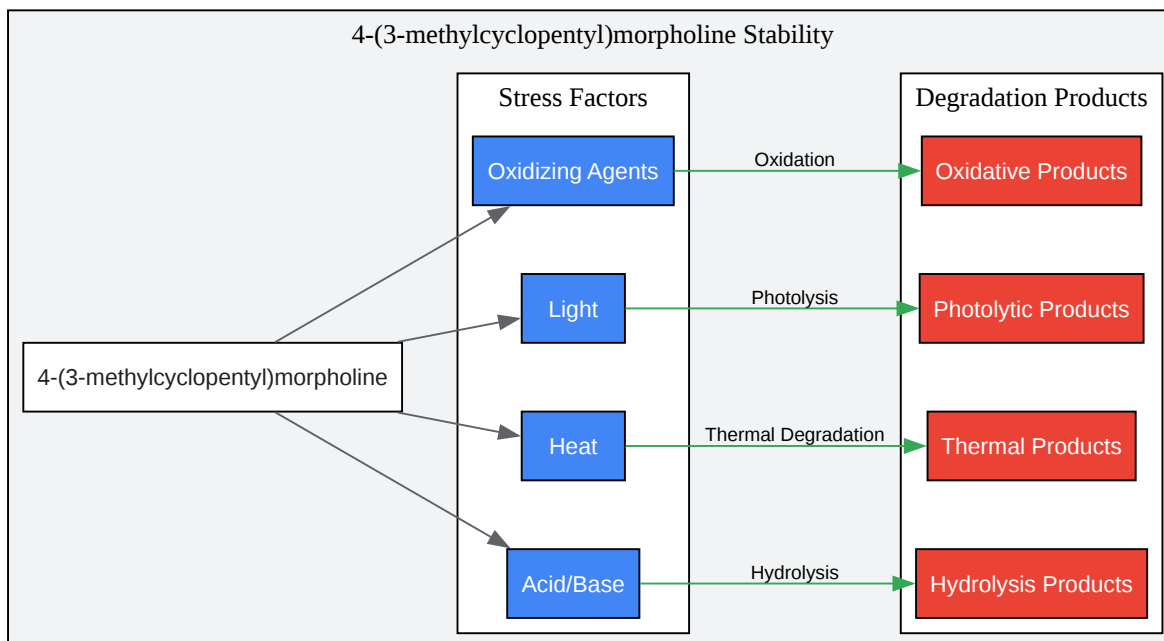 4-(3-methylcyclopentyl)morpholine Stability
Stress Factors
Degradation Products
Oxidizing Agents
Oxidation
Oxidative Products
Light
Photolysis
Photolytic Products
4-(3-methylcyclopentyl)morpholine
Heat
Thermal Degradation
Thermal Products
Acid/Base
Hydrolysis
Hydrolysis Products